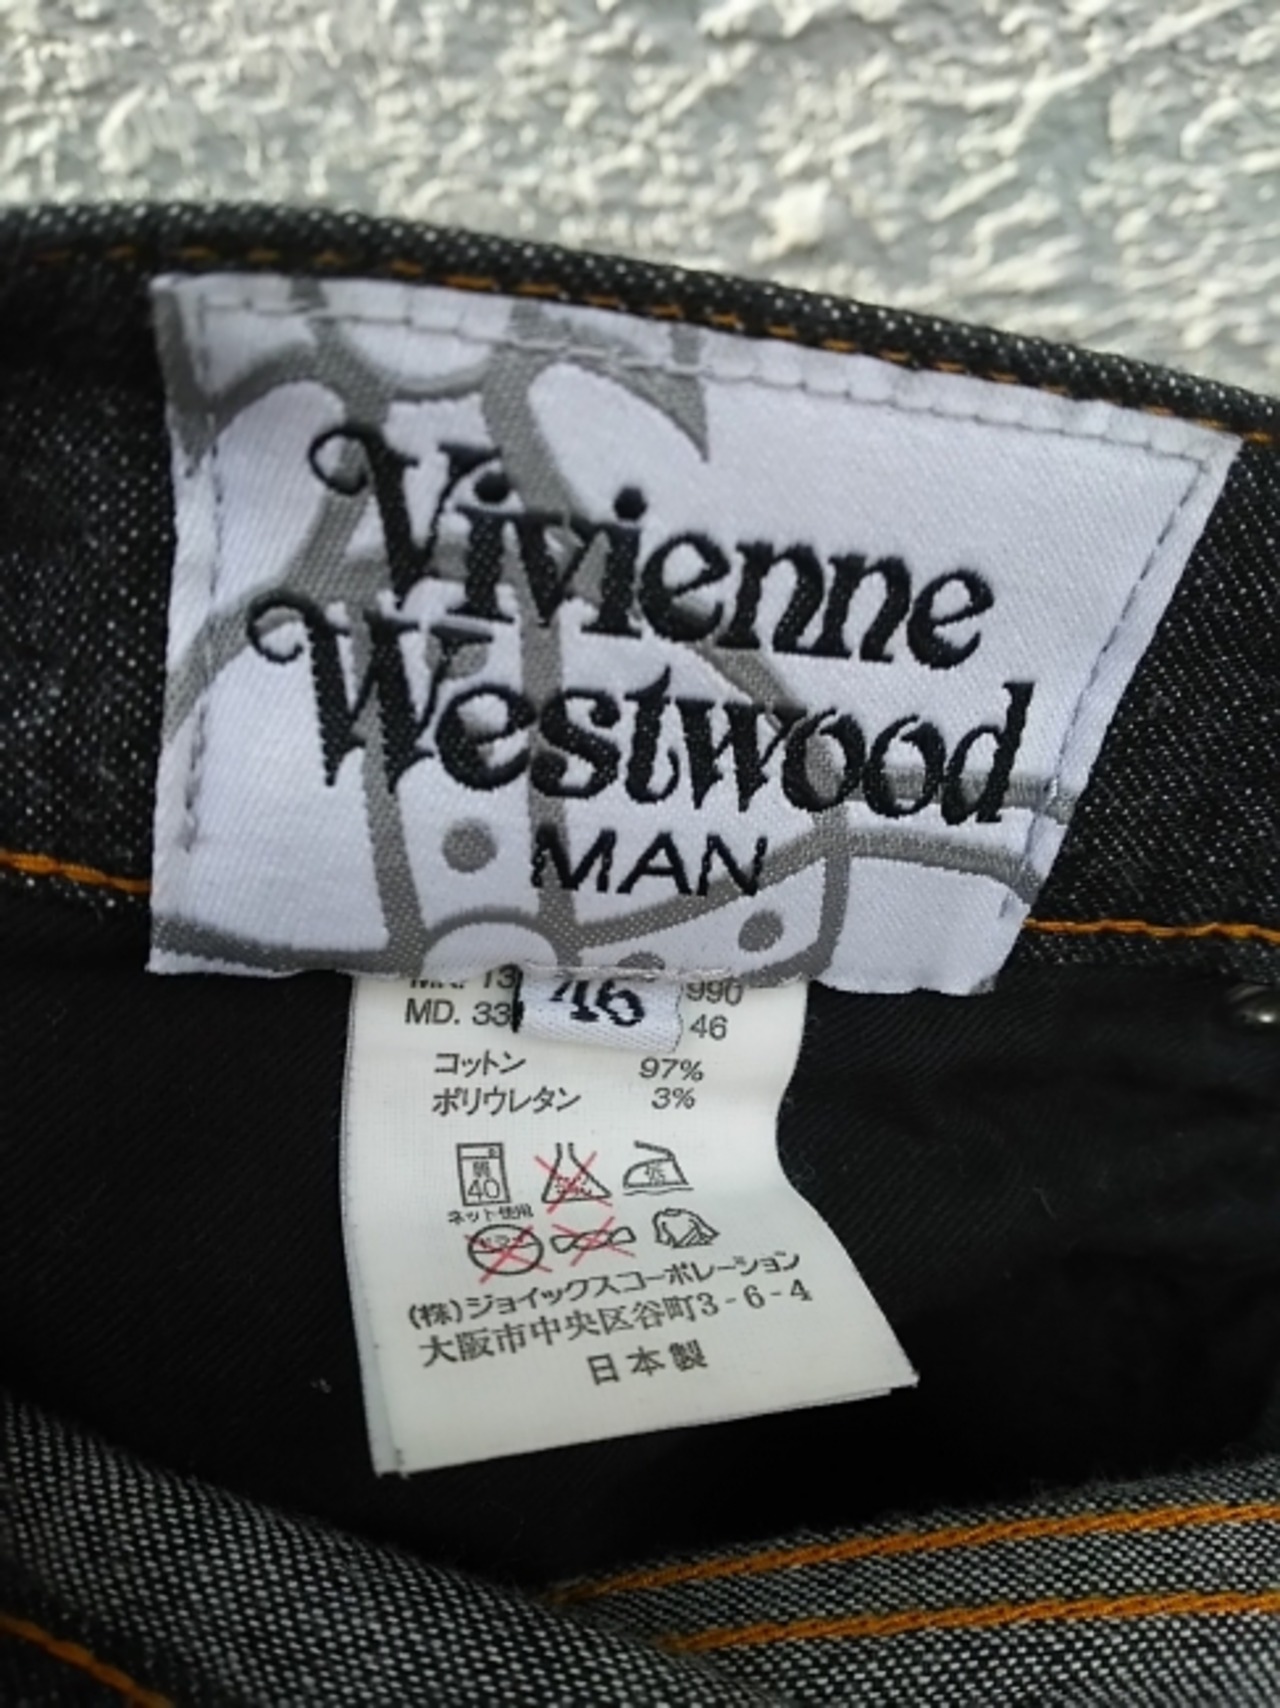 Vivienne
Westwood
MAN
46
990
MD. 33
46
コットン 97%
ポリウレタン 3%
40
ネット使用
(株)ジョイックスコーポレーション
大阪市中央区谷町3-6-4
日本製